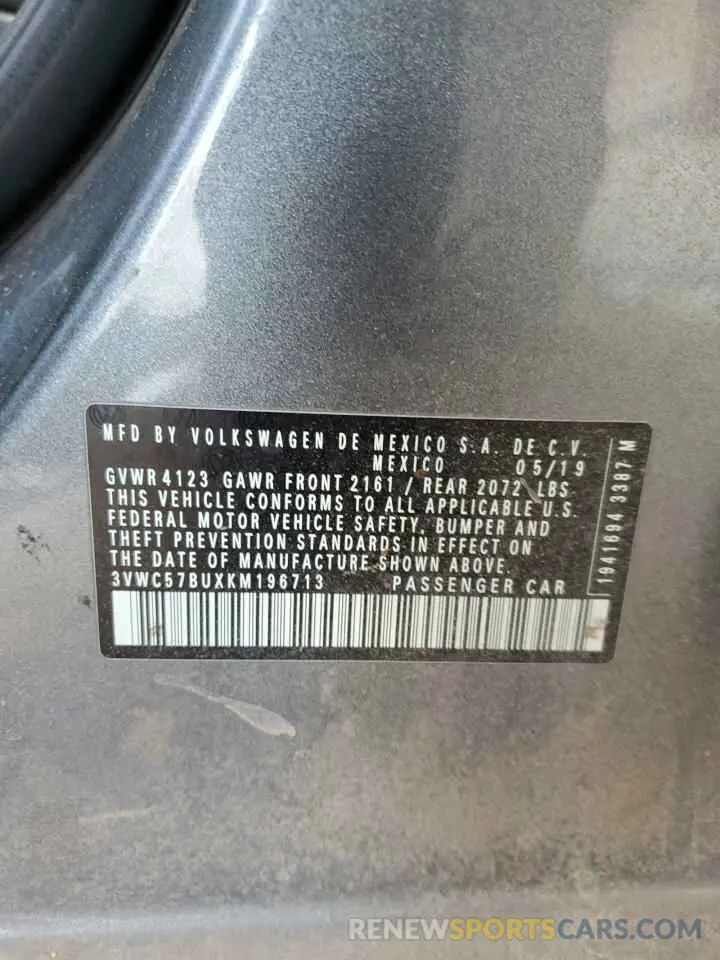 MFD BY VOLKSWAGEN DE MEXICO S.A. DE C.V.
MEXICO 05/19
GVWR 4123 GAWR FRONT 2161 / REAR 2072 LBS
THIS VEHICLE CONFORMS TO ALL APPLICABLE U.S.
FEDERAL MOTOR VEHICLE SAFETY, BUMPER AND
THEFT PREVENTION STANDARDS IN EFFECT ON
THE DATE OF MANUFACTURE SHOWN ABOVE.
3VWC57BUXKM196713 PASSENGER CAR
1941694 3387 M
RENEWSPORTSCARS.COM